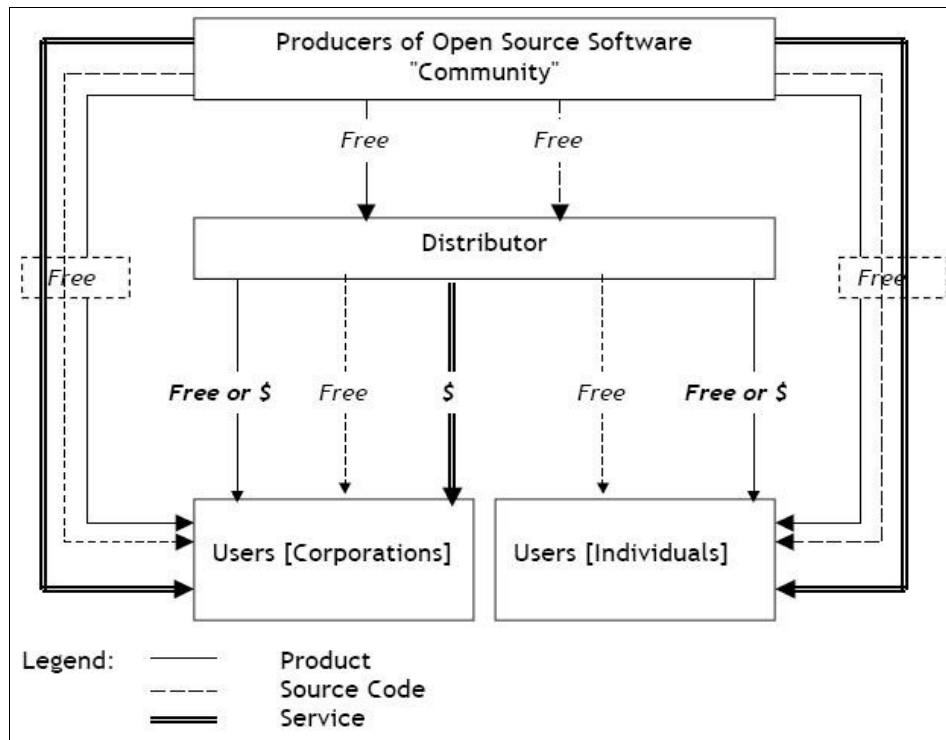 Producers of Open Source Software
"Community"
Free
Free
Distributor
Free
Free
Free or $
Free
$
Free
Free or $
Users [Corporations]
Users [Individuals]
Legend:
Product
Source Code
Service